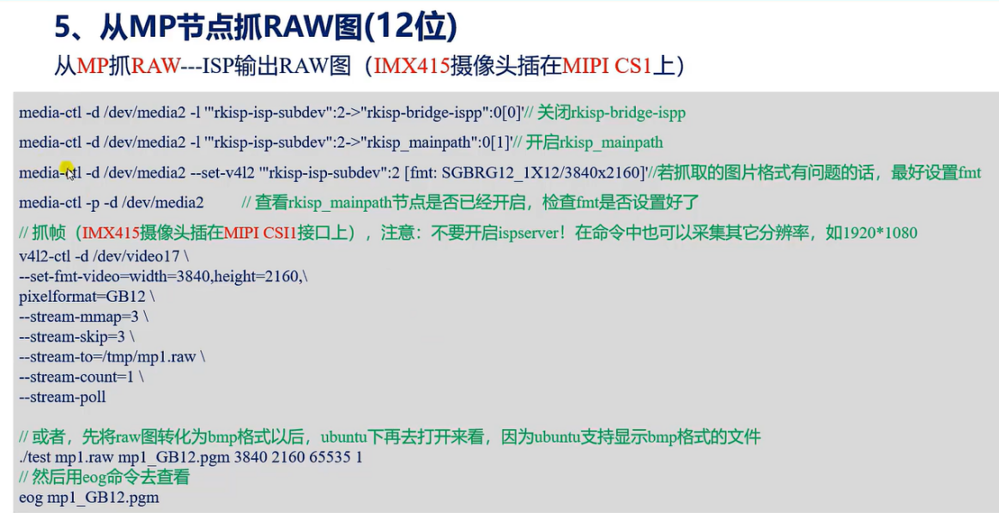 5、从MP节点抓RAW图(12位)
从MP抓RAW---ISP输出RAW图（IMX415摄像头插在MIPI CS1上）
media-ctl -d /dev/media2 -l '"rkisp-isp-subdev":2->"rkisp-bridge-ispp":0[0]'// 关闭rkisp-bridge-ispp
media-ctl -d /dev/media2 -l '"rkisp-isp-subdev":2->"rkisp_mainpath":0[1]'// 开启rkisp_mainpath
media-ctl -d /dev/media2 --set-v4l2 '"rkisp-isp-subdev":2 [fmt: SGBRG12_1X12/3840x2160]'//若抓取的图片格式有问题的话，最好设置fmt
media-ctl -p -d /dev/media2 // 查看rkisp_mainpath节点是否已经开启，检查fmt是否设置好了
// 抓帧（IMX415摄像头插在MIPI CSI1接口上），注意：不要开启ispserver！在命令中也可以采集其它分辨率，如1920*1080
v4l2-ctl -d /dev/video17 \
--set-fmt-video=width=3840,height=2160,\
pixelformat=GB12 \
--stream-mmap=3 \
--stream-skip=3 \
--stream-to=/tmp/mp1.raw \
--stream-count=1 \
--stream-poll
// 或者，先将raw图转化为bmp格式以后，ubuntu下再去打开来看，因为ubuntu支持显示bmp格式的文件
./test mp1.raw mp1_GB12.pgm 3840 2160 65535 1
// 然后用eog命令去查看
eog mp1_GB12.pgm